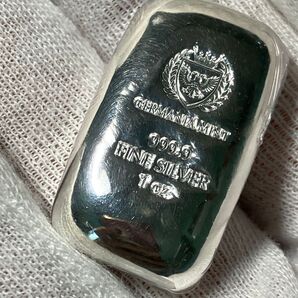 GERMANIA MINT
999.9
FINE SILVER
1 oz